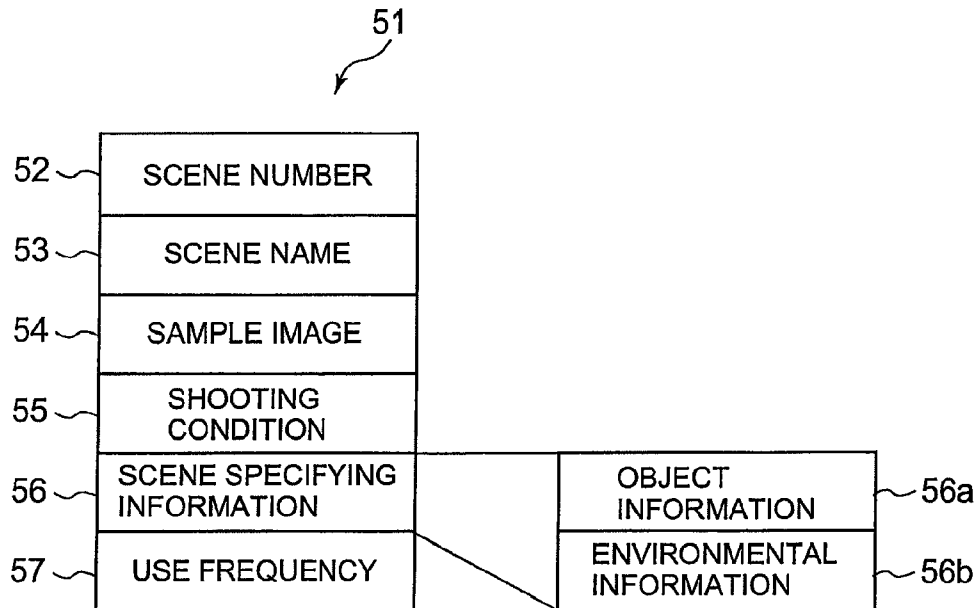 51
52
SCENE NUMBER
53
SCENE NAME
54
SAMPLE IMAGE
55
SHOOTING
CONDITION
56
SCENE SPECIFYING
INFORMATION
OBJECT
INFORMATION
56a
57
USE FREQUENCY
ENVIRONMENTAL
INFORMATION
56b